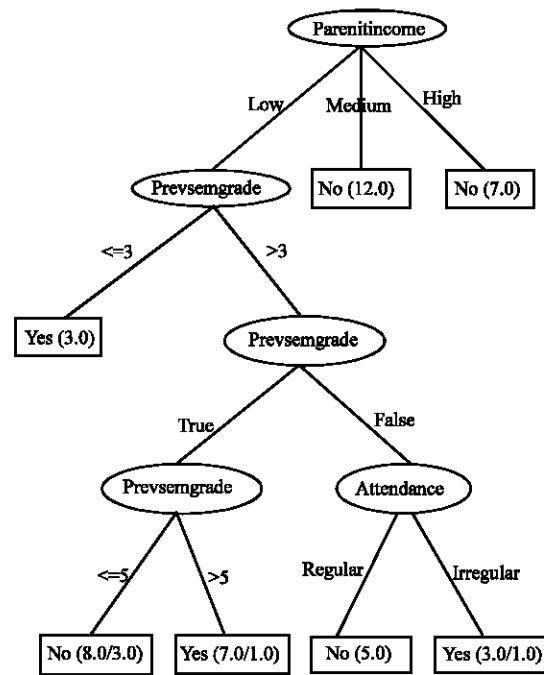 Parenitincome
Low
Medium
High
Prevsemgrade
No (12.0)
No (7.0)
<=3
>3
Yes (3.0)
Prevsemgrade
True
False
Prevsemgrade
Attendance
<=5
>5
Regular
Irregular
No (8.0/3.0)
Yes (7.0/1.0)
No (5.0)
Yes (3.0/1.0)